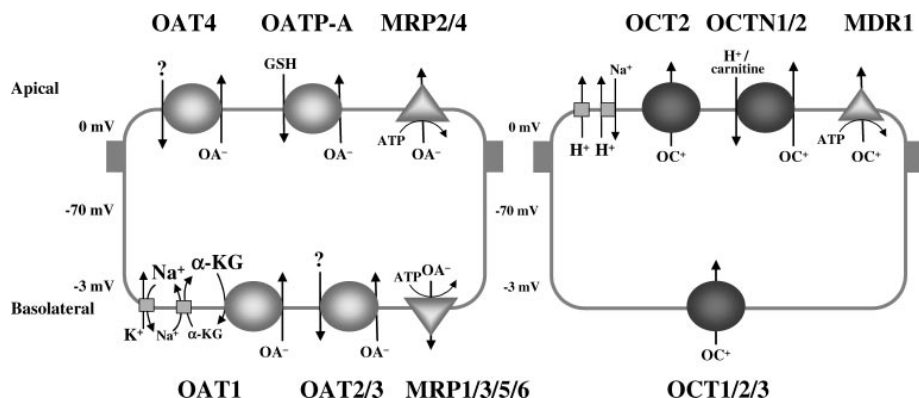 OAT4 OATP-A MRP2/4 OCT2 OCTN1/2 MDR1
? GSH H⁺/ carnitine Na⁺
Apical
0 mV ATP 0 mV H⁺ H⁺ ATP
OA⁻ OA⁻ OA⁻ OC⁺ OC⁺ OC⁺
-70 mV -70 mV
Na⁺ α-KG ? ATP OA⁻
-3 mV -3 mV
Basolateral
K⁺ Na⁺ α-KG OA⁻ OA⁻ OC⁺
OAT1 OAT2/3 MRP1/3/5/6 OCT1/2/3